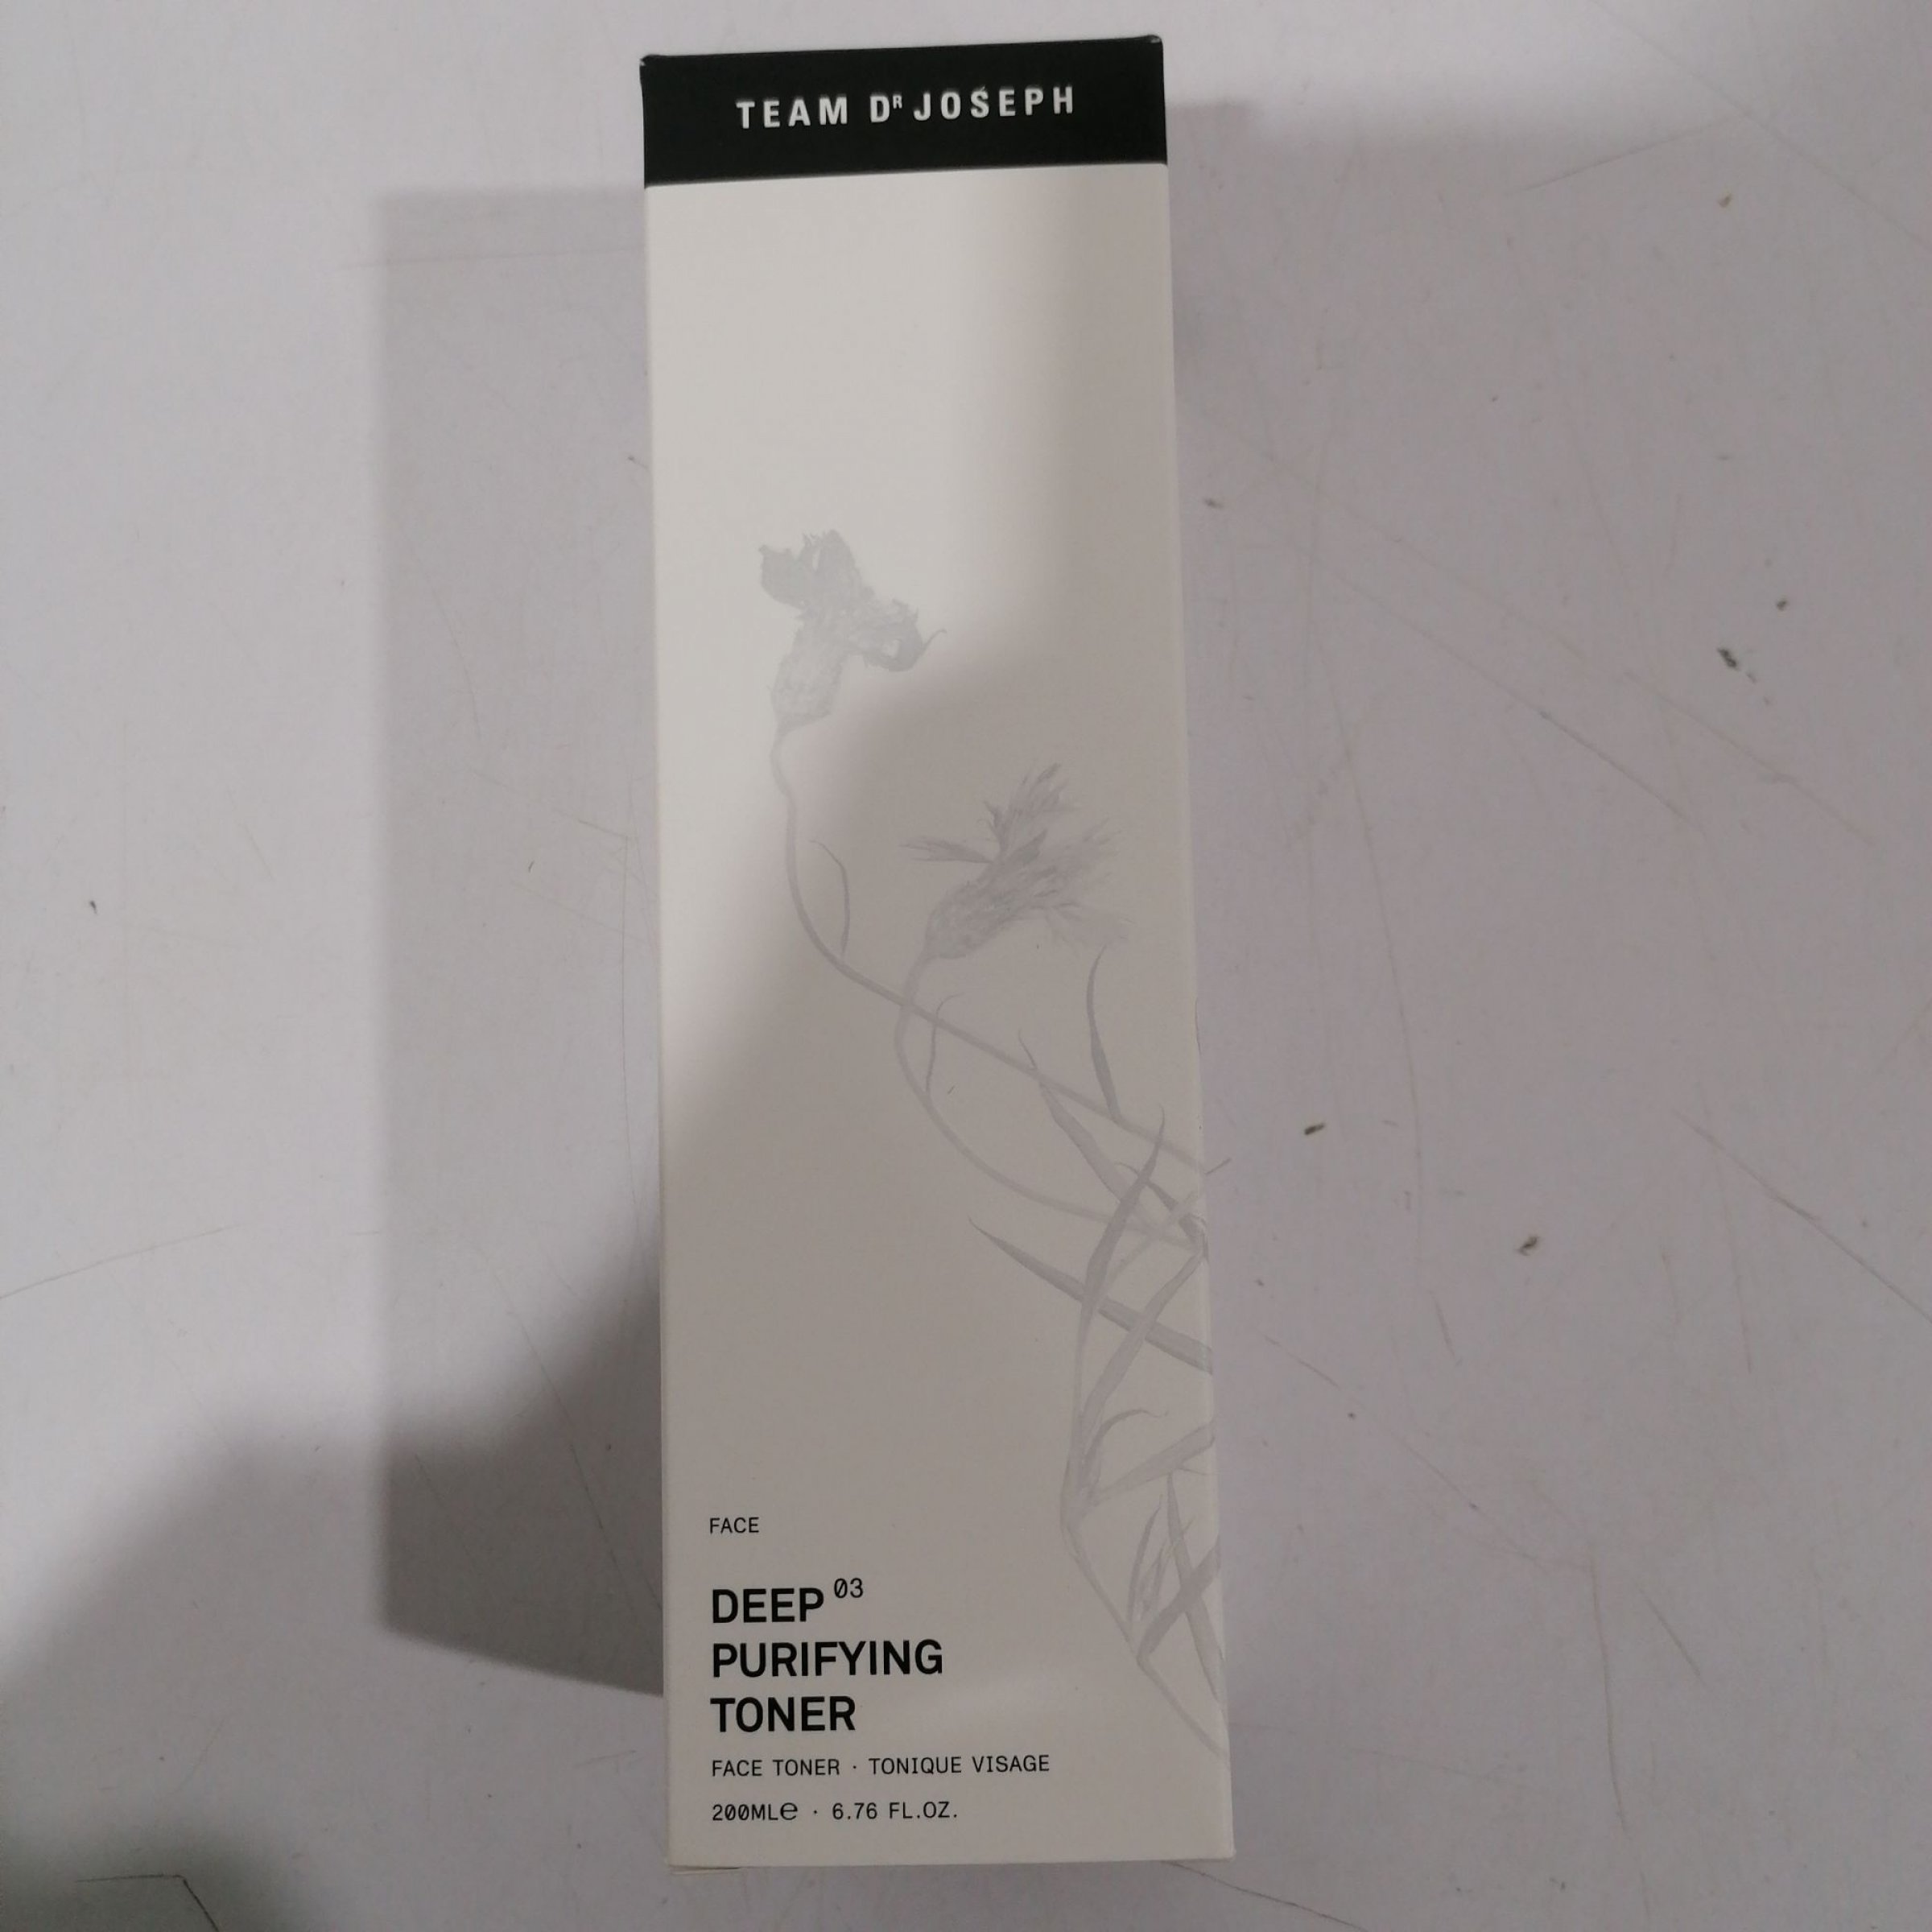 TEAM DR JOSEPH
FACE
DEEP 03
PURIFYING
TONER
FACE TONER · TONIQUE VISAGE
200ML℮ · 6.76 FL.OZ.